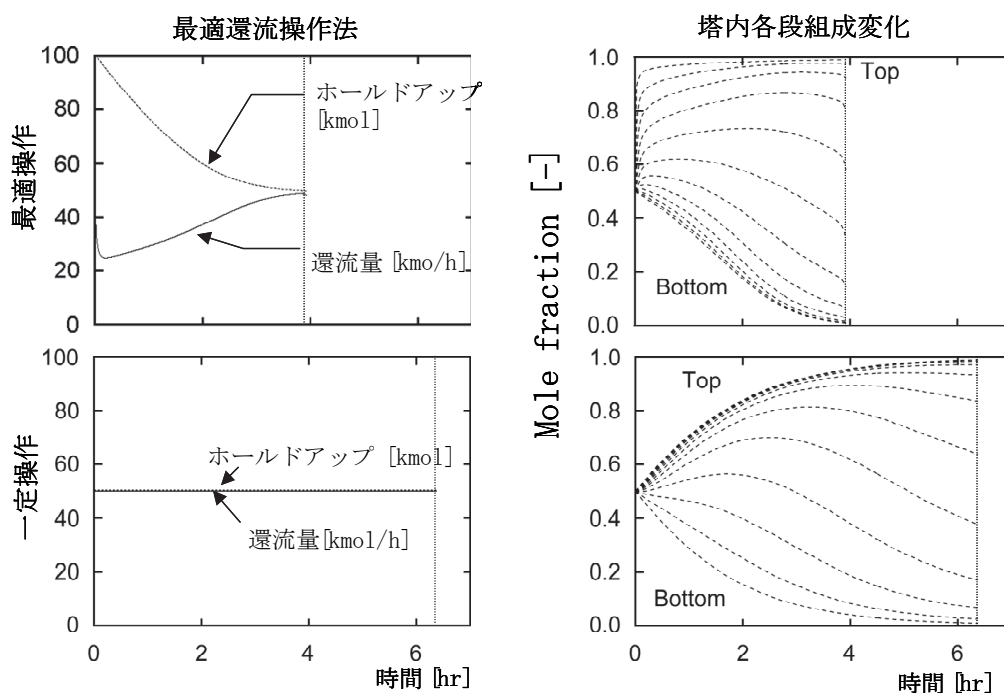 最適還流操作法
塔内各段組成変化
最適操作
100
80
60
40
20
0
ホールドアップ
[kmol]
還流量 [kmo/h]
Mole fraction [-]
1.0
0.8
0.6
0.4
0.2
0.0
Top
Bottom
一定操作
100
80
60
40
20
0
ホールドアップ [kmol]
還流量[kmol/h]
0 2 4 6
時間 [hr]
1.0
0.8
0.6
0.4
0.2
0.0
Top
Bottom
0 2 4 6
時間 [hr]